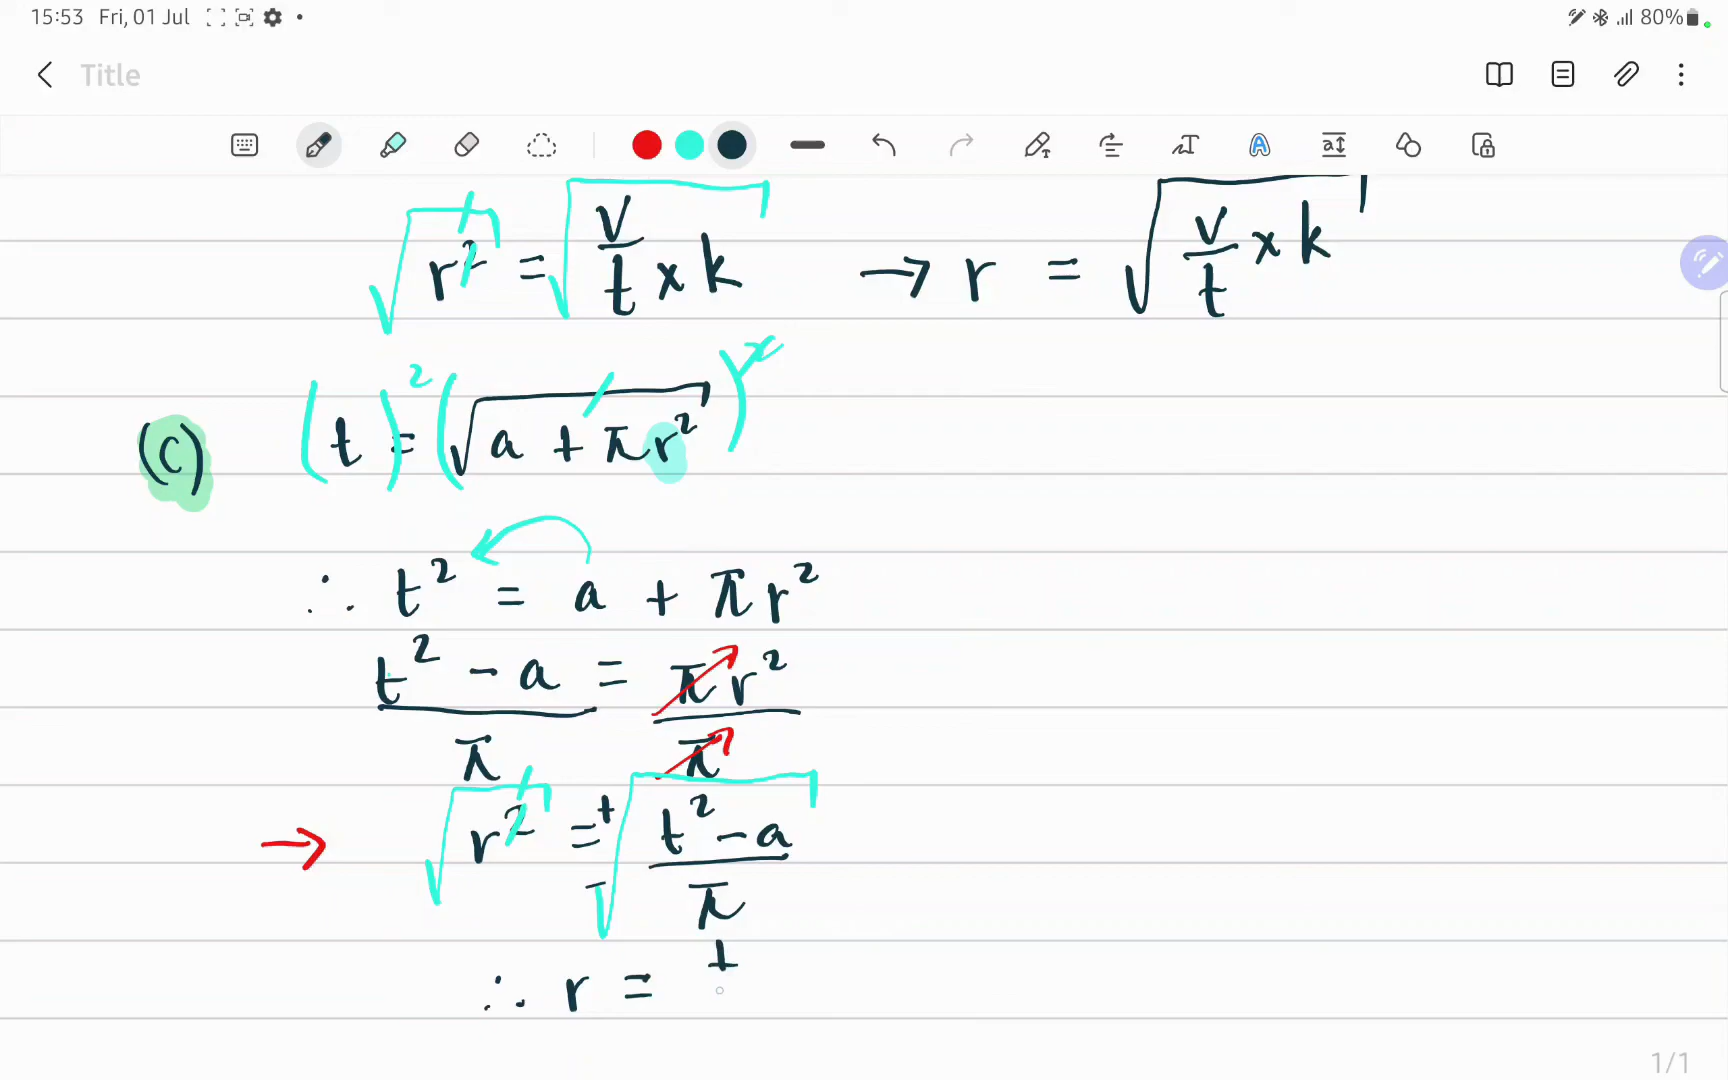 15:53 Fri, 01 Jul 80%
Title
√r² = √(v/t × k) → r = √(v/t × k)
(c) (t)² = (√(a + πr²))²
∴ t² = a + πr²
(t² - a)/π = πr²/π
→ √r² = ±√((t² - a)/π)
∴ r = +
1/1